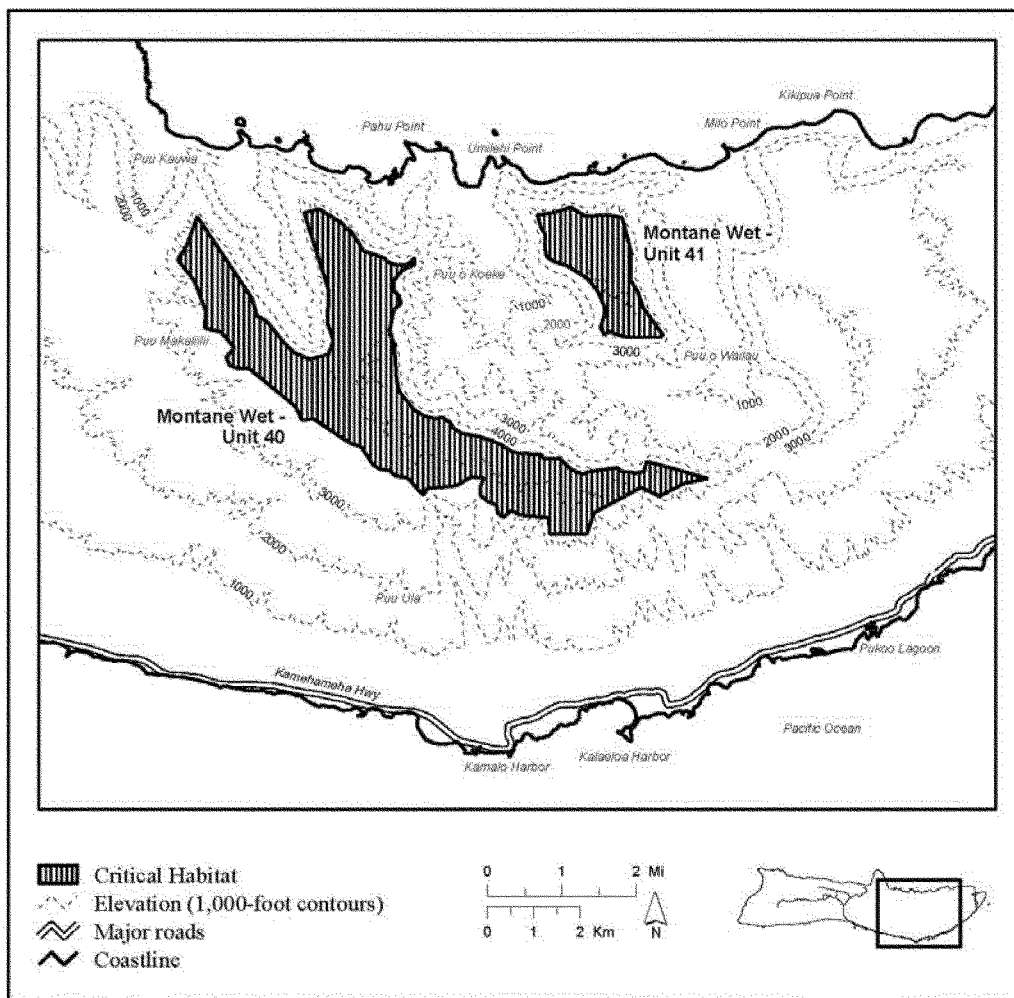 Kikipua Point
Pahu Point
Milo Point
Umilehi Point
Puu Kauwa
1000
2000
Montane Wet -
Unit 41
Puu o Kaeke
1000
2000
3000
Puu Makaliilii
Puu o Wailau
1000
Montane Wet -
Unit 40
3000
4000
2000
3000
3000
2000
1000
Puu Ula
Pukoo Lagoon
Kamehameha Hwy
Pacific Ocean
Kamalo Harbor
Kalaeloa Harbor
Critical Habitat
Elevation (1,000-foot contours)
Major roads
Coastline
0 1 2 Mi
0 1 2 Km
N